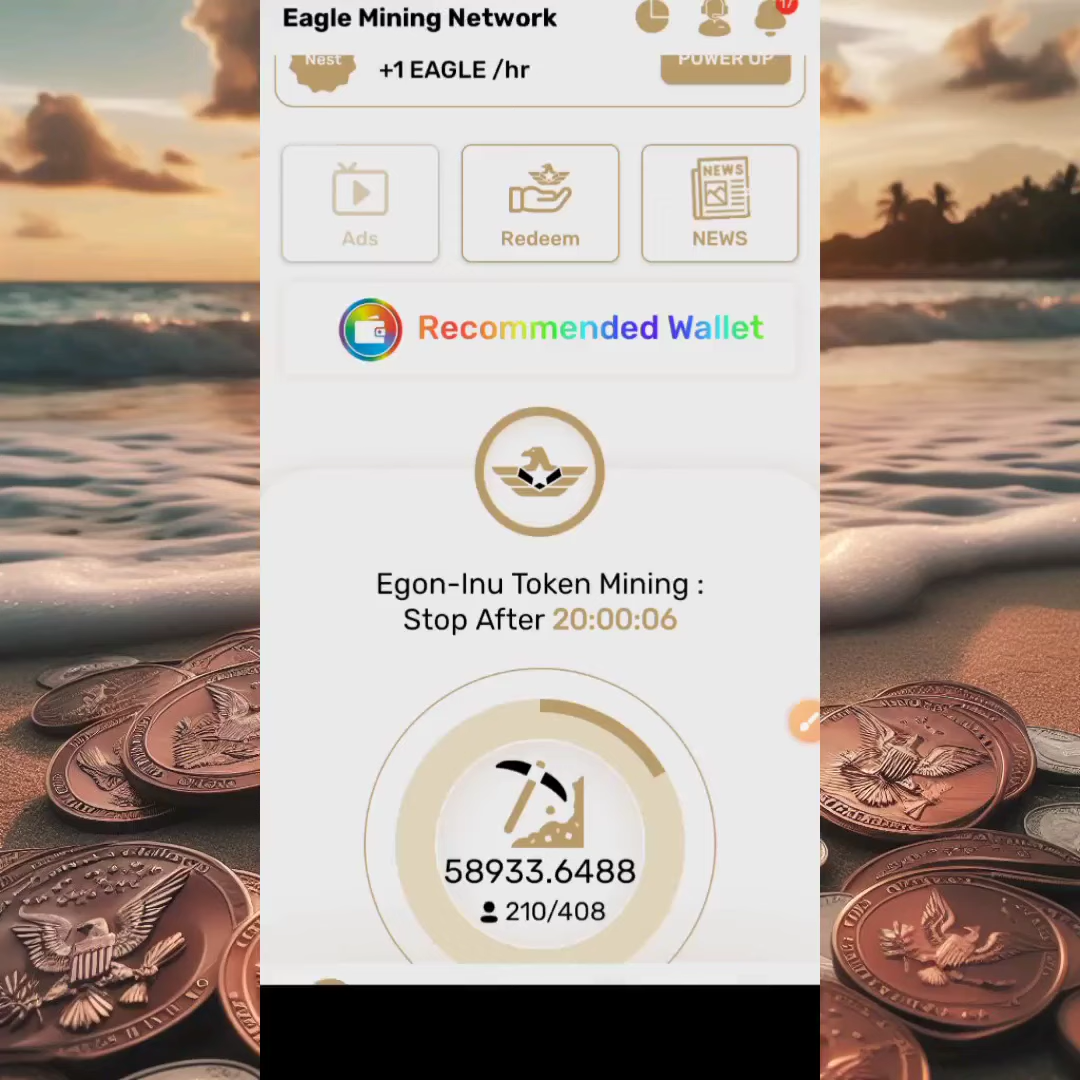 Eagle Mining Network
17
Nest
+1 EAGLE /hr
POWER UP
Ads
Redeem
NEWS
NEWS
Recommended Wallet
Egon-Inu Token Mining :
Stop After 20:00:06
58933.6488
210/408